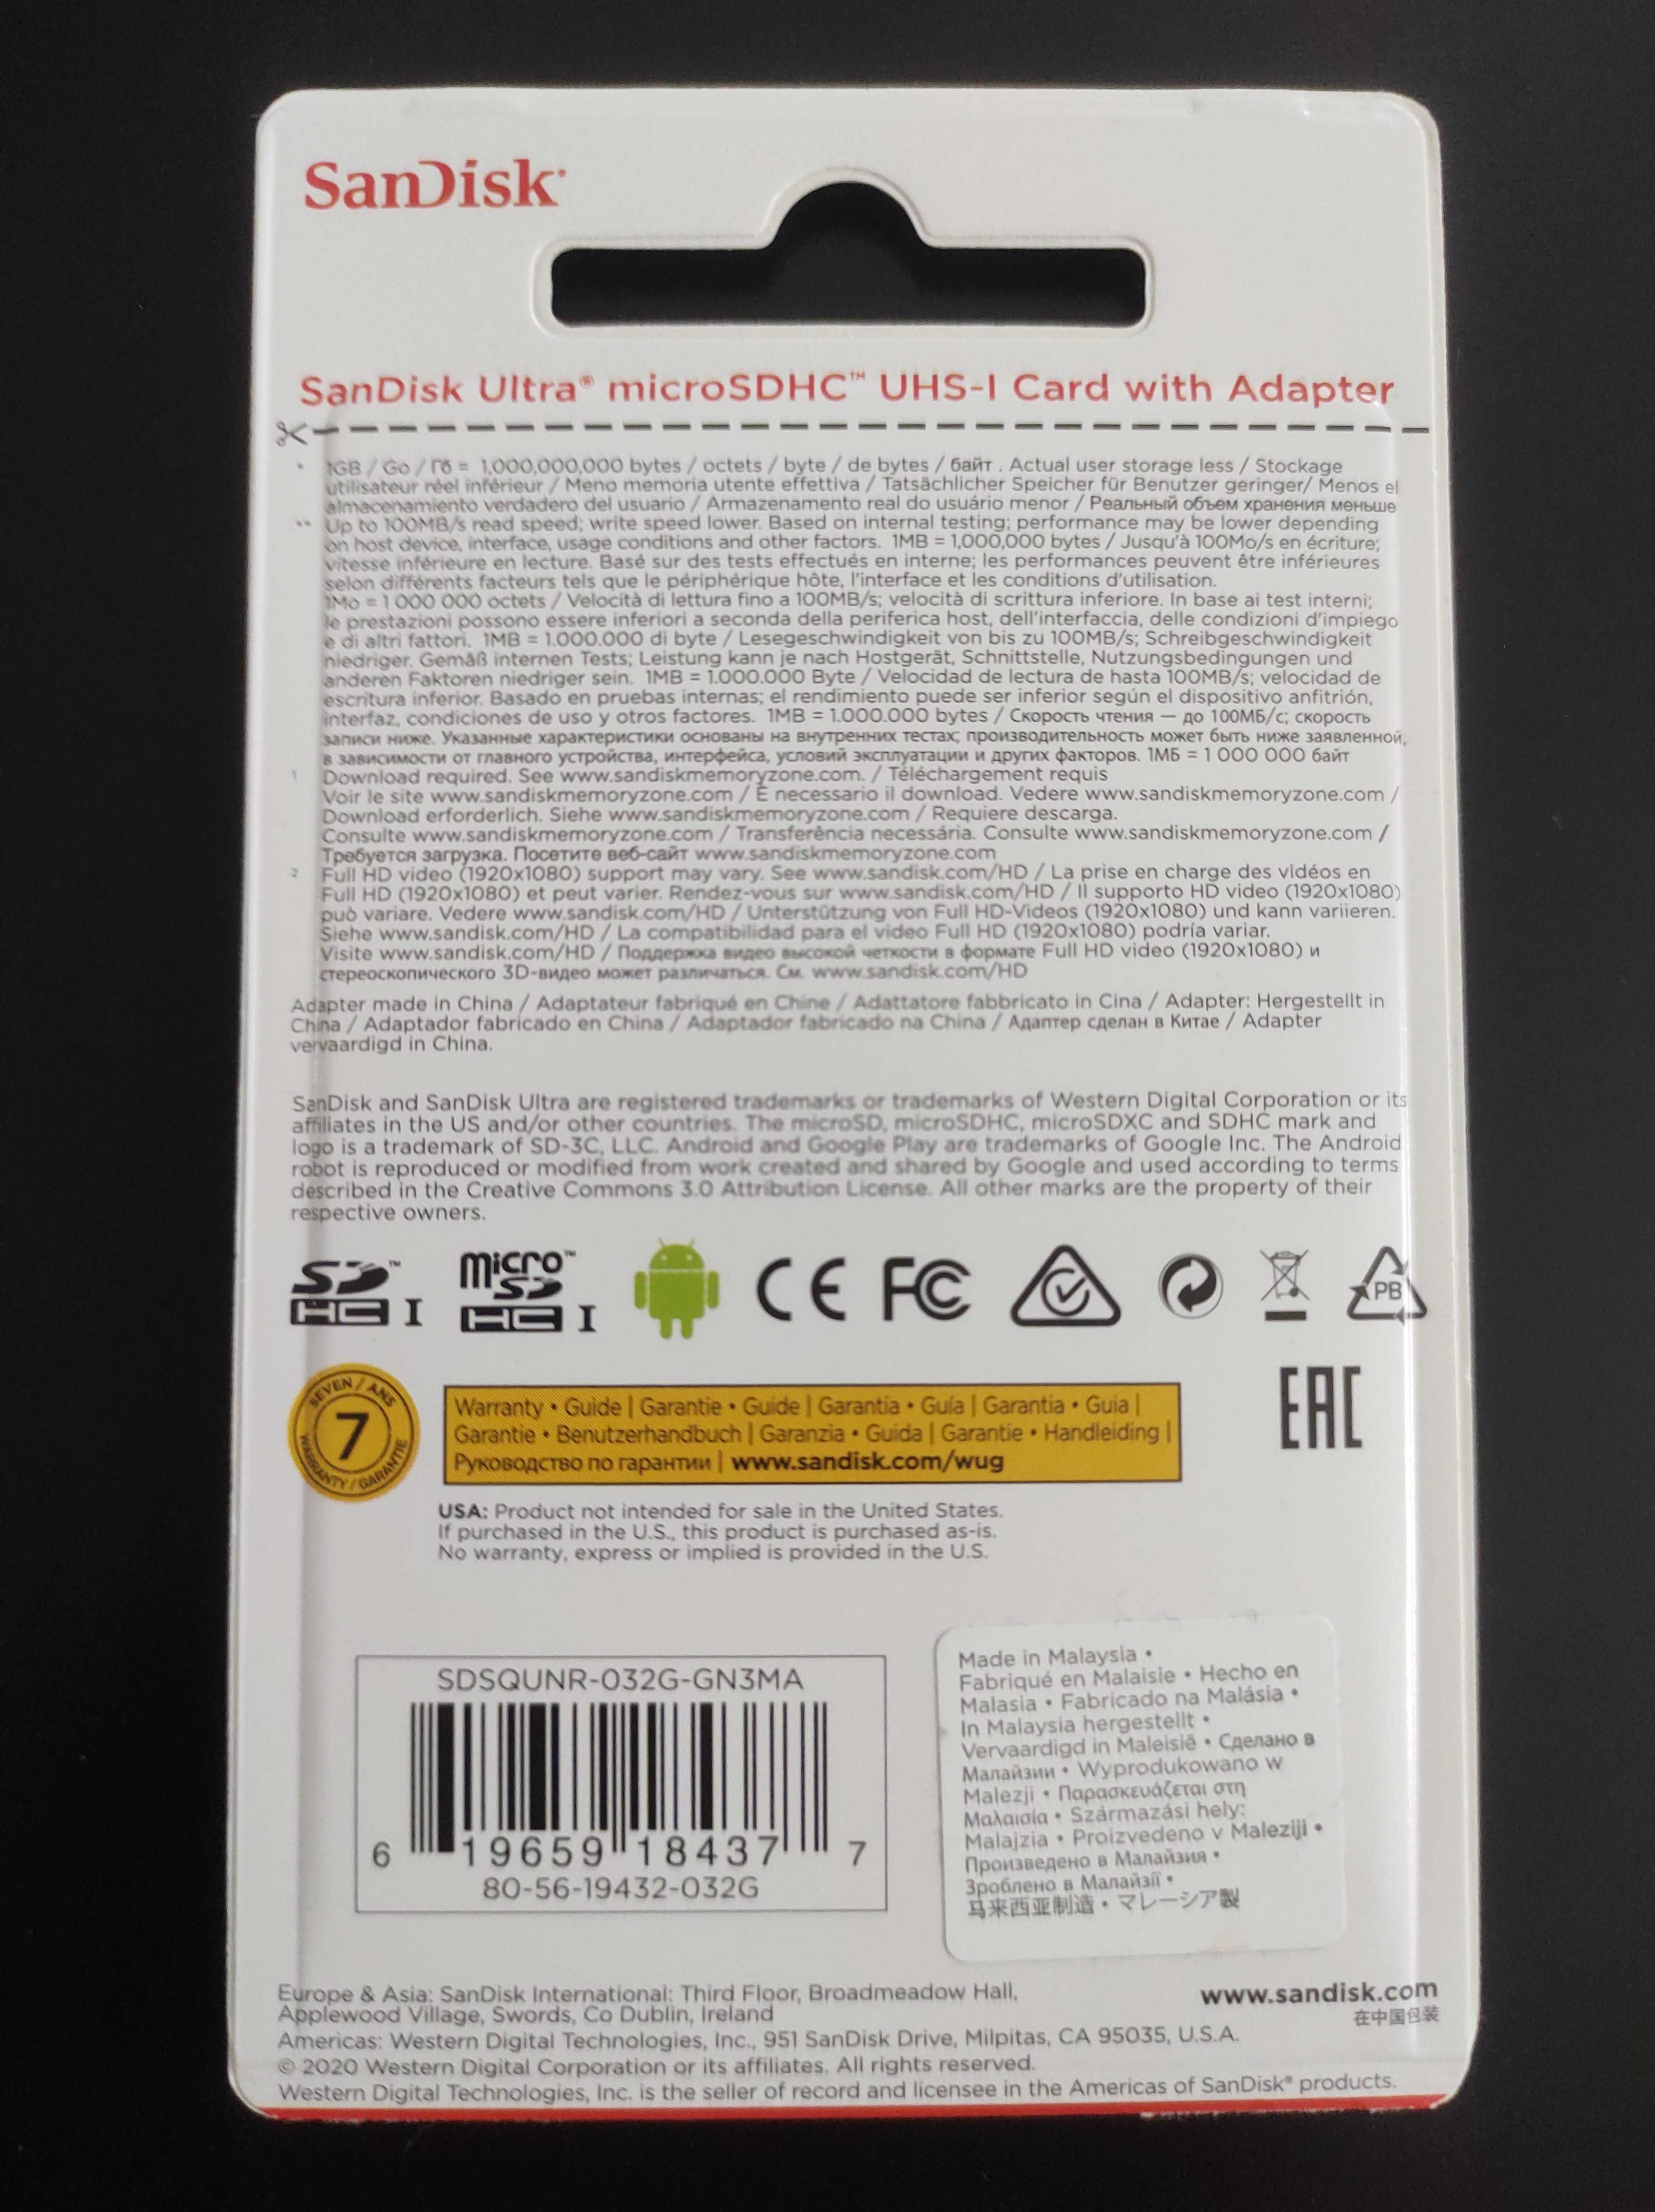 SanDisk®
SanDisk Ultra® microSDHC™ UHS-I Card with Adapter
* 1GB / Go / Гб = 1,000,000,000 bytes / octets / byte / de bytes / байт . Actual user storage less / Stockage
utilisateur réel inférieur / Meno memoria utente effettiva / Tatsächlicher Speicher für Benutzer geringer/ Menos el
almacenamiento verdadero del usuario / Armazenamento real do usuário menor / Реальный объем хранения меньше
** Up to 100MB/s read speed; write speed lower. Based on internal testing; performance may be lower depending
on host device, interface, usage conditions and other factors. 1MB = 1,000,000 bytes / Jusqu'à 100Mo/s en écriture;
vitesse inférieure en lecture. Basé sur des tests effectués en interne; les performances peuvent être inférieures
selon différents facteurs tels que le périphérique hôte, l'interface et les conditions d'utilisation.
1Mo = 1 000 000 octets / Velocità di lettura fino a 100MB/s; velocità di scrittura inferiore. In base ai test interni;
le prestazioni possono essere inferiori a seconda della periferica host, dell'interfaccia, delle condizioni d'impiego
e di altri fattori. 1MB = 1.000.000 di byte / Lesegeschwindigkeit von bis zu 100MB/s; Schreibgeschwindigkeit
niedriger. Gemäß internen Tests; Leistung kann je nach Hostgerät, Schnittstelle, Nutzungsbedingungen und
anderen Faktoren niedriger sein. 1MB = 1.000.000 Byte / Velocidad de lectura de hasta 100MB/s; velocidad de
escritura inferior. Basado en pruebas internas; el rendimiento puede ser inferior según el dispositivo anfitrión,
interfaz, condiciones de uso y otros factores. 1MB = 1.000.000 bytes / Скорость чтения — до 100МБ/с; скорость
записи ниже. Указанные характеристики основаны на внутренних тестах; производительность может быть ниже заявленной,
в зависимости от главного устройства, интерфейса, условий эксплуатации и других факторов. 1МБ = 1 000 000 байт
1 Download required. See www.sandiskmemoryzone.com. / Téléchargement requis
Voir le site www.sandiskmemoryzone.com / È necessario il download. Vedere www.sandiskmemoryzone.com /
Download erforderlich. Siehe www.sandiskmemoryzone.com / Requiere descarga.
Consulte www.sandiskmemoryzone.com / Transferência necessária. Consulte www.sandiskmemoryzone.com /
Требуется загрузка. Посетите веб-сайт www.sandiskmemoryzone.com
2 Full HD video (1920x1080) support may vary. See www.sandisk.com/HD / La prise en charge des vidéos en
Full HD (1920x1080) et peut varier. Rendez-vous sur www.sandisk.com/HD / Il supporto HD video (1920x1080)
può variare. Vedere www.sandisk.com/HD / Unterstützung von Full HD-Videos (1920x1080) und kann variieren.
Siehe www.sandisk.com/HD / La compatibilidad para el video Full HD (1920x1080) podría variar.
Visite www.sandisk.com/HD / Поддержка видео высокой четкости в формате Full HD video (1920x1080) и
стереоскопического 3D-видео может различаться. См. www.sandisk.com/HD
Adapter made in China / Adaptateur fabriqué en Chine / Adattatore fabbricato in Cina / Adapter: Hergestellt in
China / Adaptador fabricado en China / Adaptador fabricado na China / Адаптер сделан в Китае / Adapter
vervaardigd in China.
SanDisk and SanDisk Ultra are registered trademarks or trademarks of Western Digital Corporation or its
affiliates in the US and/or other countries. The microSD, microSDHC, microSDXC and SDHC mark and
logo is a trademark of SD-3C, LLC. Android and Google Play are trademarks of Google Inc. The Android
robot is reproduced or modified from work created and shared by Google and used according to terms
described in the Creative Commons 3.0 Attribution License. All other marks are the property of their
respective owners.
SD™ HC I micro™ SD HC I CE FC PB
SEVEN / ANS 7 WARRANTY / GARANTIE
EAC
Warranty • Guide | Garantie • Guide | Garantía • Guía | Garantia • Guia |
Garantie • Benutzerhandbuch | Garanzia • Guida | Garantie • Handleiding |
Руководство по гарантии | www.sandisk.com/wug
USA: Product not intended for sale in the United States.
If purchased in the U.S., this product is purchased as-is.
No warranty, express or implied is provided in the U.S.
SDSQUNR-032G-GN3MA
6 19659 18437 7
80-56-19432-032G
Made in Malaysia •
Fabriqué en Malaisie • Hecho en
Malasia • Fabricado na Malásia •
In Malaysia hergestellt •
Vervaardigd in Maleisië • Сделано в
Малайзии • Wyprodukowano w
Malezji • Παρασκευάζεται στη
Μαλαισία • Származási hely:
Malajzia • Proizvedeno v Maleziji •
Произведено в Малайзия •
Зроблено в Малайзії •
马来西亚制造 • マレーシア製
Europe & Asia: SanDisk International: Third Floor, Broadmeadow Hall,
Applewood Village, Swords, Co Dublin, Ireland
www.sandisk.com
在中国包装
Americas: Western Digital Technologies, Inc., 951 SanDisk Drive, Milpitas, CA 95035, U.S.A.
© 2020 Western Digital Corporation or its affiliates. All rights reserved.
Western Digital Technologies, Inc. is the seller of record and licensee in the Americas of SanDisk® products.